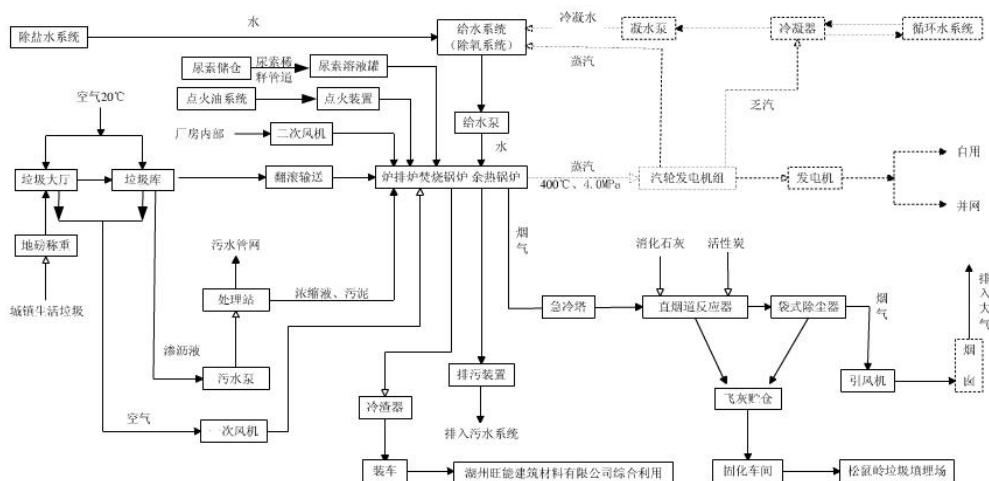 水
冷凝水
除盐水系统
给水系统
(除氧系统)
凝水泵
冷凝器
循环水系统
蒸汽
尿素储仓
尿素稀
释管道
尿素溶液罐
空气20℃
点火油系统
点火装置
乏汽
厂房内部
二次风机
给水泵
水
自用
垃圾大厅
垃圾库
翻滚输送
炉排炉焚烧锅炉 余热锅炉
蒸汽
400℃、4.0MPa
汽轮发电机组
发电机
并网
地磅称重
污水管网
烟
气
消化石灰
活性炭
城镇生活垃圾
处理站
浓缩液、污泥
急冷塔
直烟道反应器
袋式除尘器
烟
气
排
入
大
气
渗沥液
污水泵
排污装置
引风机
烟
囱
冷渣器
飞灰贮仓
空气
一次风机
排入污水系统
装车
湖州旺能建筑材料有限公司综合利用
固化车间
松鼠岭垃圾填埋场